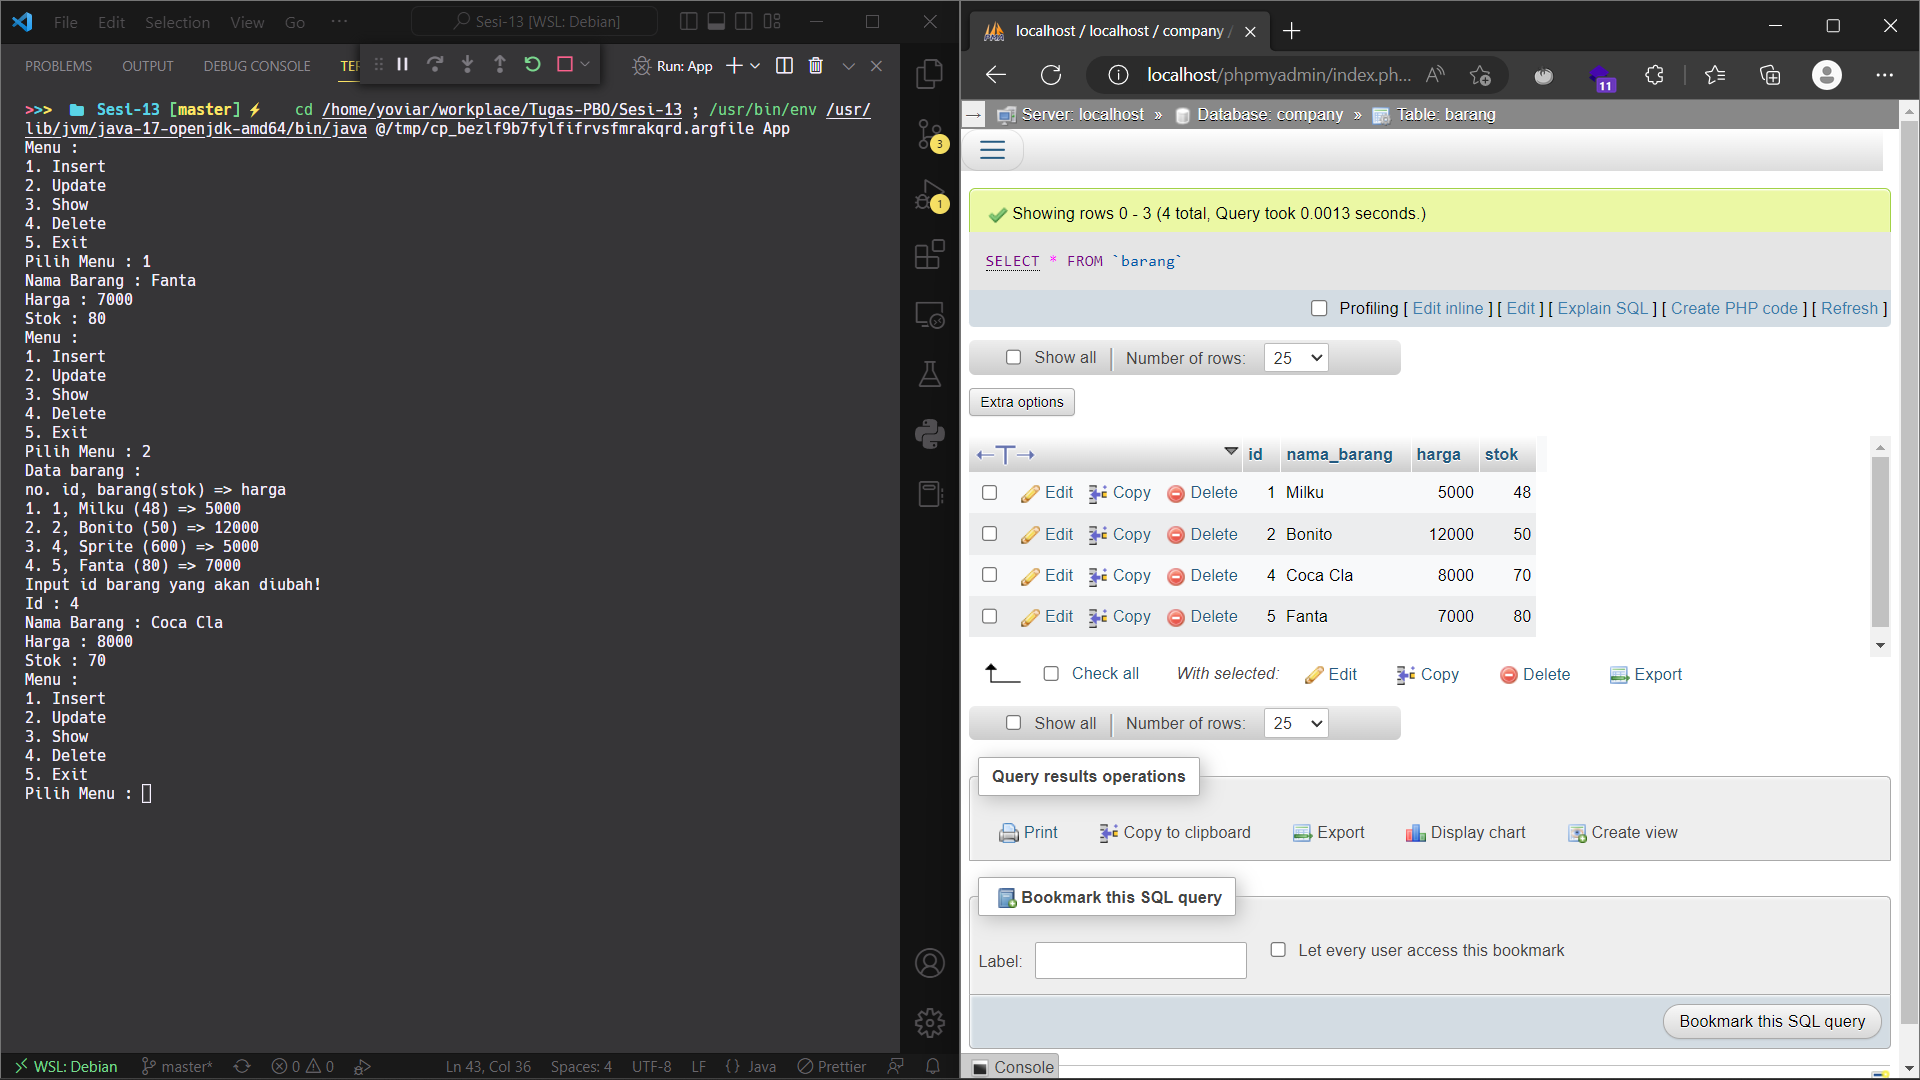 File Edit Selection View Go ··· Sesi-13 [WSL: Debian]
PROBLEMS OUTPUT DEBUG CONSOLE TER Run: App
>>> Sesi-13 [master] cd /home/yoviar/workplace/Tugas-PBO/Sesi-13 ; /usr/bin/env /usr/
lib/jvm/java-17-openjdk-amd64/bin/java @/tmp/cp_bezlf9b7fylfifrvsfmrakqrd.argfile App
Menu :
1. Insert
2. Update
3. Show
4. Delete
5. Exit
Pilih Menu : 1
Nama Barang : Fanta
Harga : 7000
Stok : 80
Menu :
1. Insert
2. Update
3. Show
4. Delete
5. Exit
Pilih Menu : 2
Data barang :
no. id, barang(stok) => harga
1. 1, Milku (48) => 5000
2. 2, Bonito (50) => 12000
3. 4, Sprite (600) => 5000
4. 5, Fanta (80) => 7000
Input id barang yang akan diubah!
Id : 4
Nama Barang : Coca Cla
Harga : 8000
Stok : 70
Menu :
1. Insert
2. Update
3. Show
4. Delete
5. Exit
Pilih Menu :
3
1
WSL: Debian master* 0 0 Ln 43, Col 36 Spaces: 4 UTF-8 LF {} Java Prettier
localhost / localhost / company /
localhost/phpmyadmin/index.ph... 11
Server: localhost » Database: company » Table: barang
Showing rows 0 - 3 (4 total, Query took 0.0013 seconds.)
SELECT * FROM `barang`
Profiling [ Edit inline ] [ Edit ] [ Explain SQL ] [ Create PHP code ] [ Refresh ]
Show all Number of rows: 25
Extra options
←T→ id nama_barang harga stok
Edit Copy Delete 1 Milku 5000 48
Edit Copy Delete 2 Bonito 12000 50
Edit Copy Delete 4 Coca Cla 8000 70
Edit Copy Delete 5 Fanta 7000 80
Check all With selected: Edit Copy Delete Export
Show all Number of rows: 25
Query results operations
Print Copy to clipboard Export Display chart Create view
Bookmark this SQL query
Label: Let every user access this bookmark
Bookmark this SQL query
Console